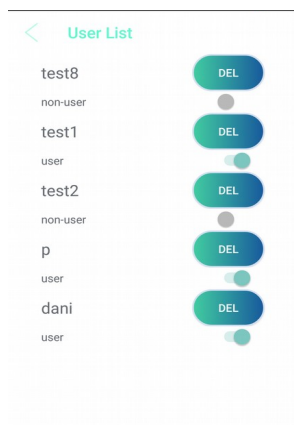 User List
test8
DEL
non-user
test1
DEL
user
test2
DEL
non-user
p
DEL
user
dani
DEL
user